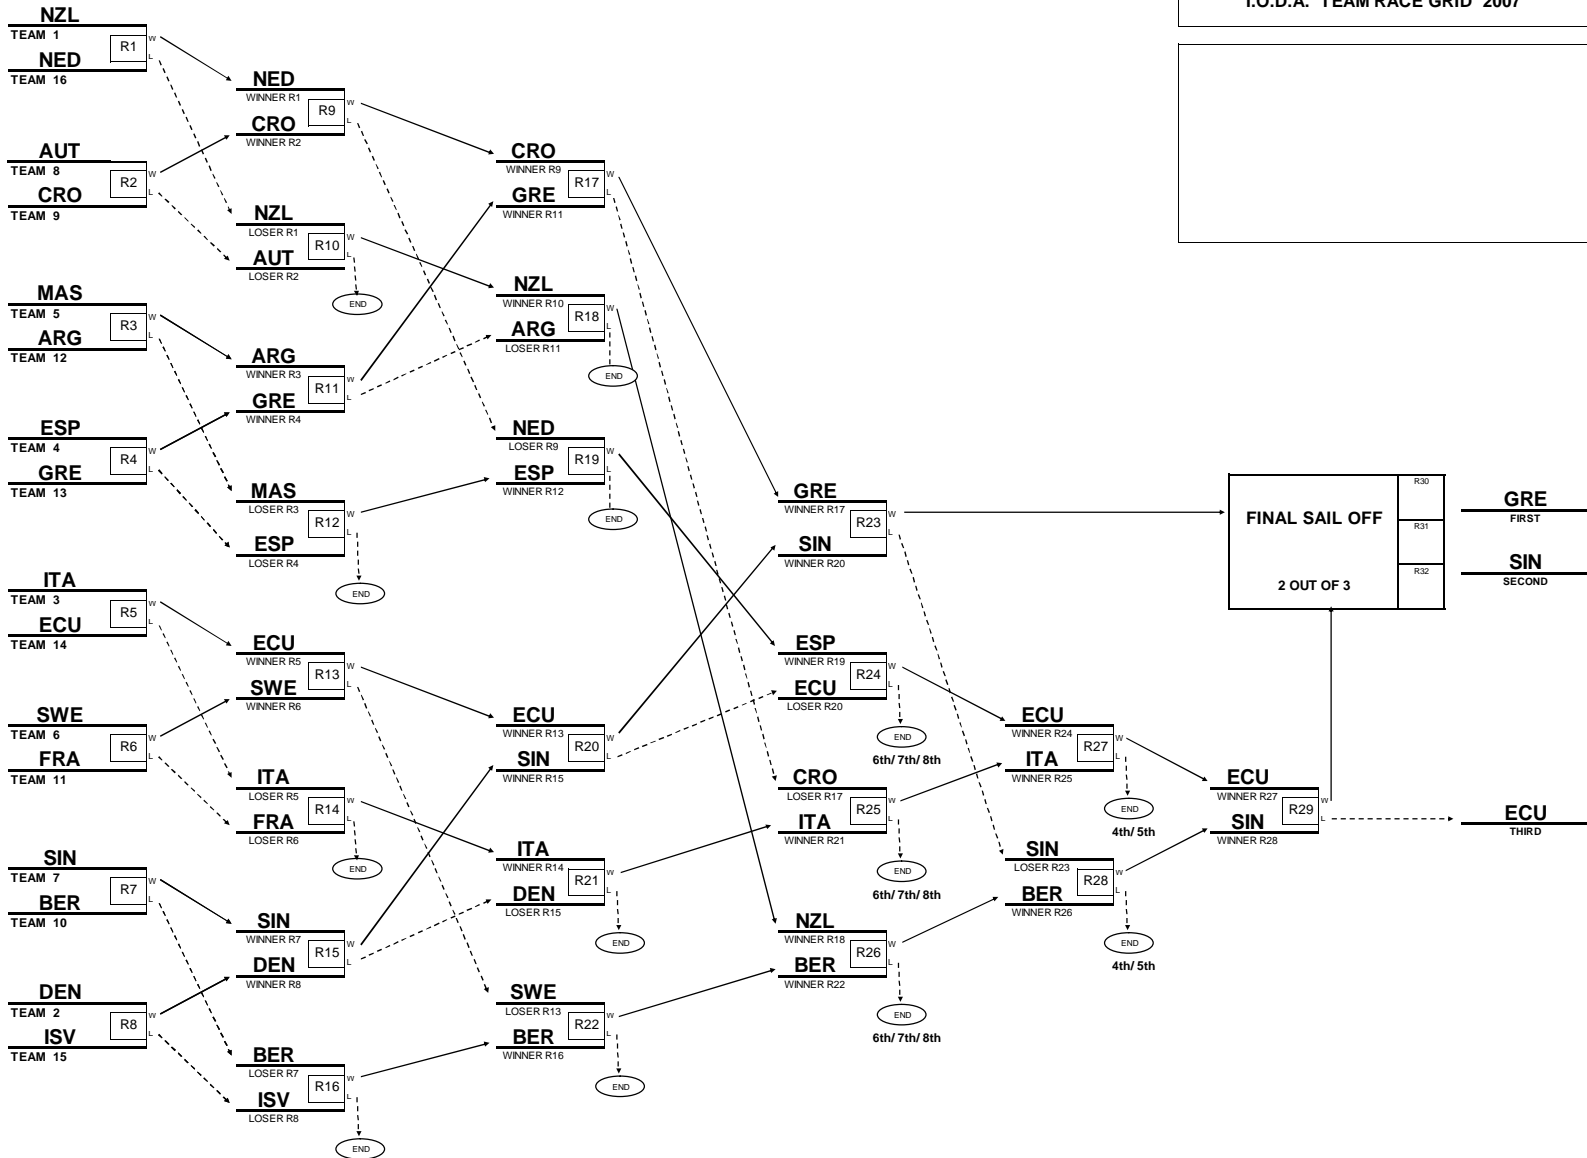 I.O.D.A. TEAM RACE GRID 2007
NZL
TEAM 1
R1
W
L
NED
TEAM 16
AUT
TEAM 8
R2
W
L
CRO
TEAM 9
MAS
TEAM 5
R3
W
L
ARG
TEAM 12
ESP
TEAM 4
R4
W
L
GRE
TEAM 13
ITA
TEAM 3
R5
W
L
ECU
TEAM 14
SWE
TEAM 6
R6
W
L
FRA
TEAM 11
SIN
TEAM 7
R7
W
L
BER
TEAM 10
DEN
TEAM 2
R8
W
L
ISV
TEAM 15
NED
WINNER R1
R9
W
L
CRO
WINNER R2
NZL
LOSER R1
R10
W
L
AUT
LOSER R2
END
ARG
WINNER R3
R11
W
L
GRE
WINNER R4
MAS
LOSER R3
R12
W
L
ESP
LOSER R4
END
ECU
WINNER R5
R13
W
L
SWE
WINNER R6
ITA
LOSER R5
R14
W
L
FRA
LOSER R6
END
SIN
WINNER R7
R15
W
L
DEN
WINNER R8
BER
LOSER R7
R16
W
L
ISV
LOSER R8
END
CRO
WINNER R9
R17
W
L
GRE
WINNER R11
NZL
WINNER R10
R18
W
L
ARG
LOSER R11
END
NED
LOSER R9
R19
W
L
ESP
WINNER R12
END
ECU
WINNER R13
R20
W
L
SIN
WINNER R15
ITA
WINNER R14
R21
W
L
DEN
LOSER R15
END
SWE
LOSER R13
R22
W
L
BER
WINNER R16
END
GRE
WINNER R17
R23
W
L
SIN
WINNER R20
ESP
WINNER R19
R24
W
L
ECU
LOSER R20
END
6th/ 7th/ 8th
CRO
LOSER R17
R25
W
L
ITA
WINNER R21
END
6th/ 7th/ 8th
NZL
WINNER R18
R26
W
L
BER
WINNER R22
END
6th/ 7th/ 8th
ECU
WINNER R24
R27
W
L
ITA
WINNER R25
END
4th/ 5th
SIN
LOSER R23
R28
W
L
BER
WINNER R26
END
4th/ 5th
ECU
WINNER R27
R29
W
L
SIN
WINNER R28
FINAL SAIL OFF
2 OUT OF 3
R30
R31
R32
GRE
FIRST
SIN
SECOND
ECU
THIRD